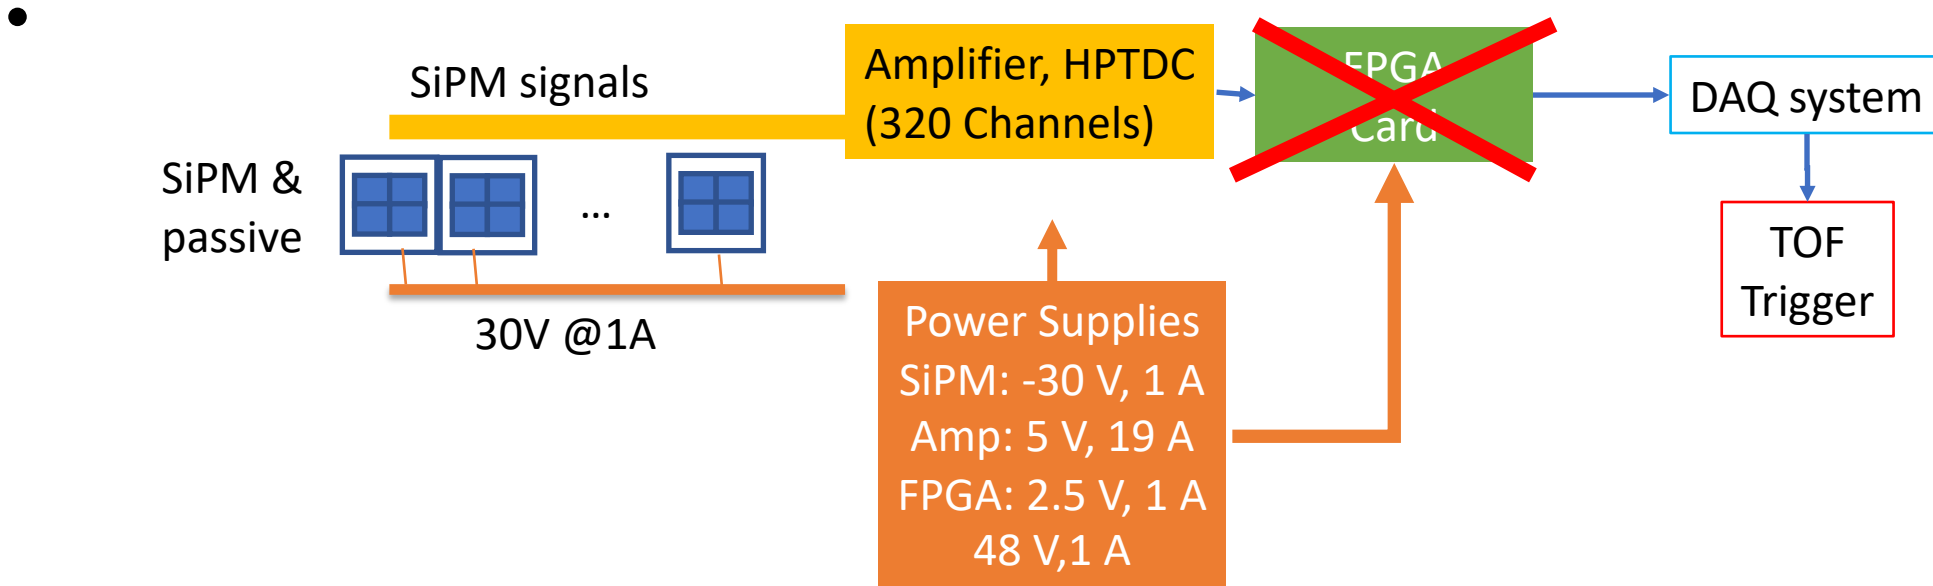 •
SiPM signals
SiPM &
passive
...
30V @1A
Amplifier, HPTDC
(320 Channels)
FPGA
Card
DAQ system
TOF
Trigger
Power Supplies
SiPM: -30 V, 1 A
Amp: 5 V, 19 A
FPGA: 2.5 V, 1 A
48 V,1 A